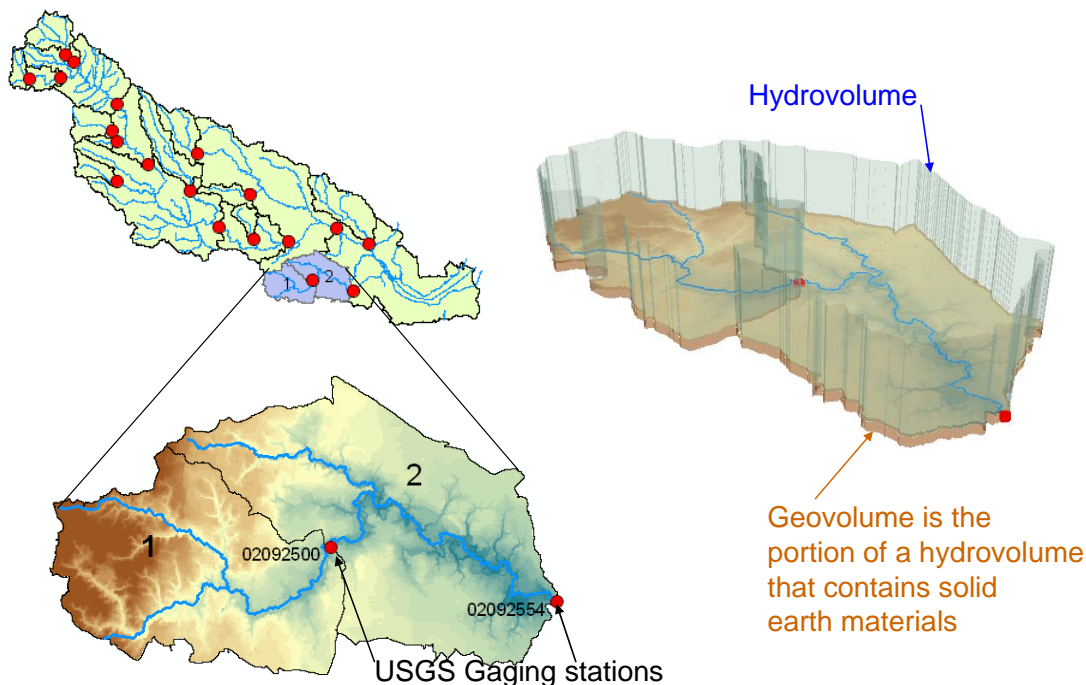 Hydrovolume
1
2
1
2
02092500
02092554
USGS Gaging stations
Geovolume is the
portion of a hydrovolume
that contains solid
earth materials